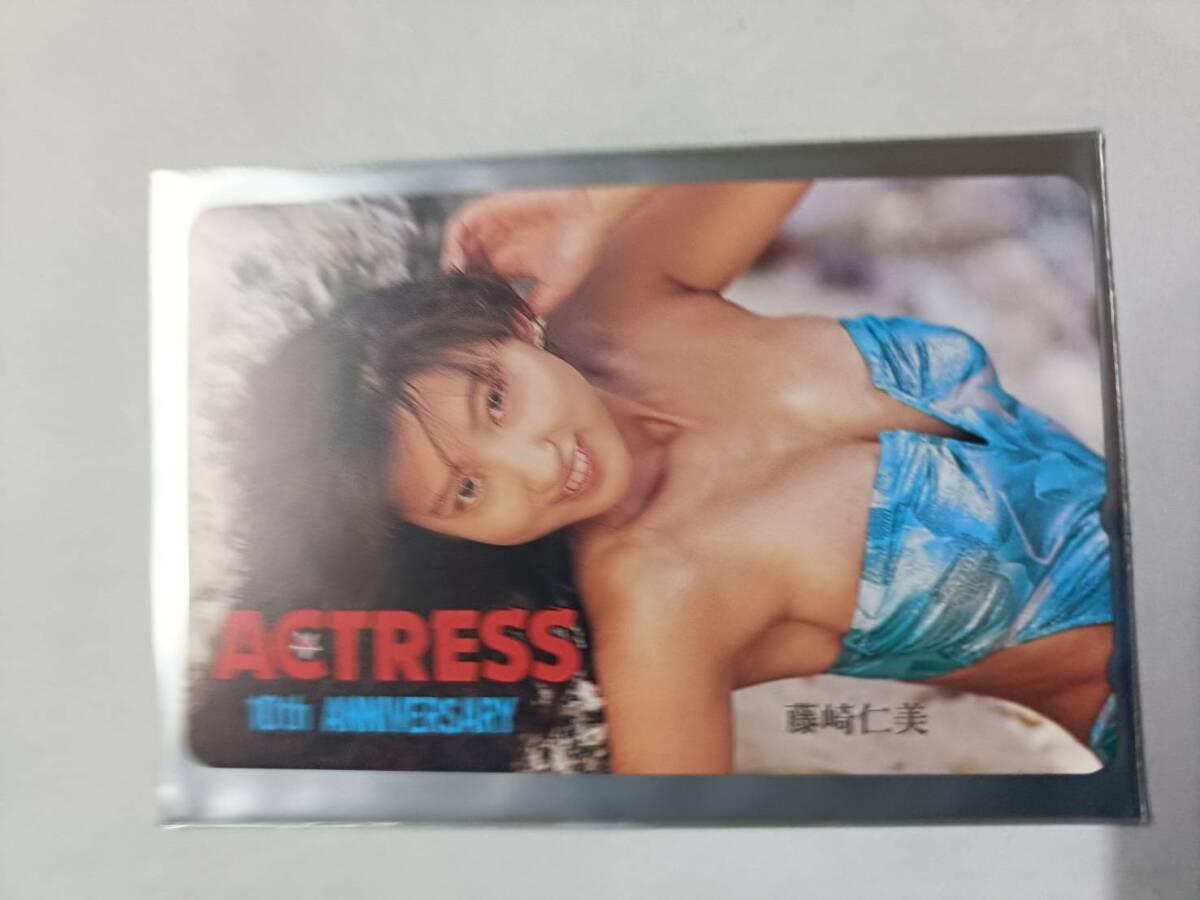 ACTRESS
10th ANNIVERSARY
藤崎仁美